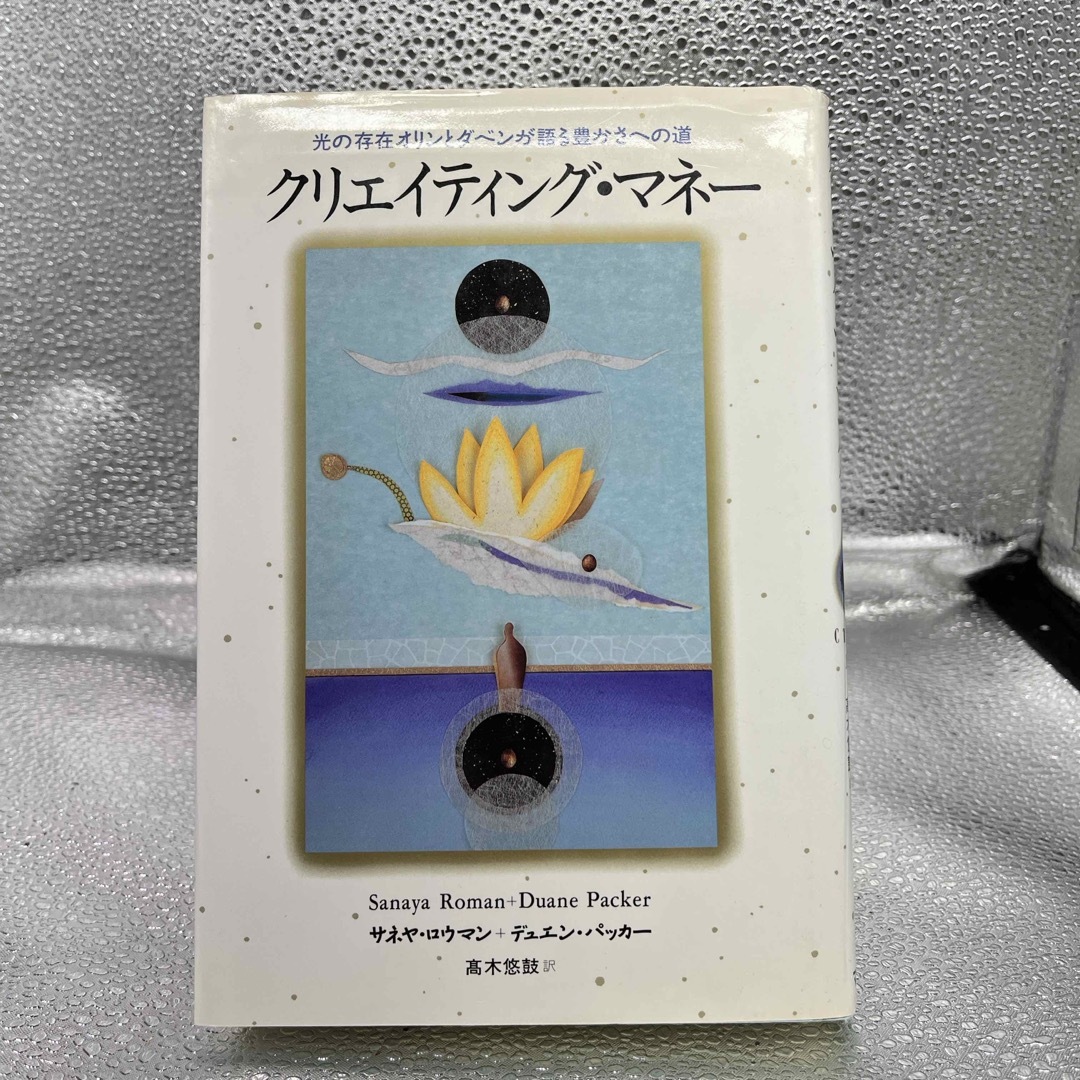 光の存在オリンとダベンが語る豊かさへの道
クリエイティング・マネー
Sanaya Roman+Duane Packer
サネヤ・ロウマン+デュエン・パッカー
髙木悠鼓 訳